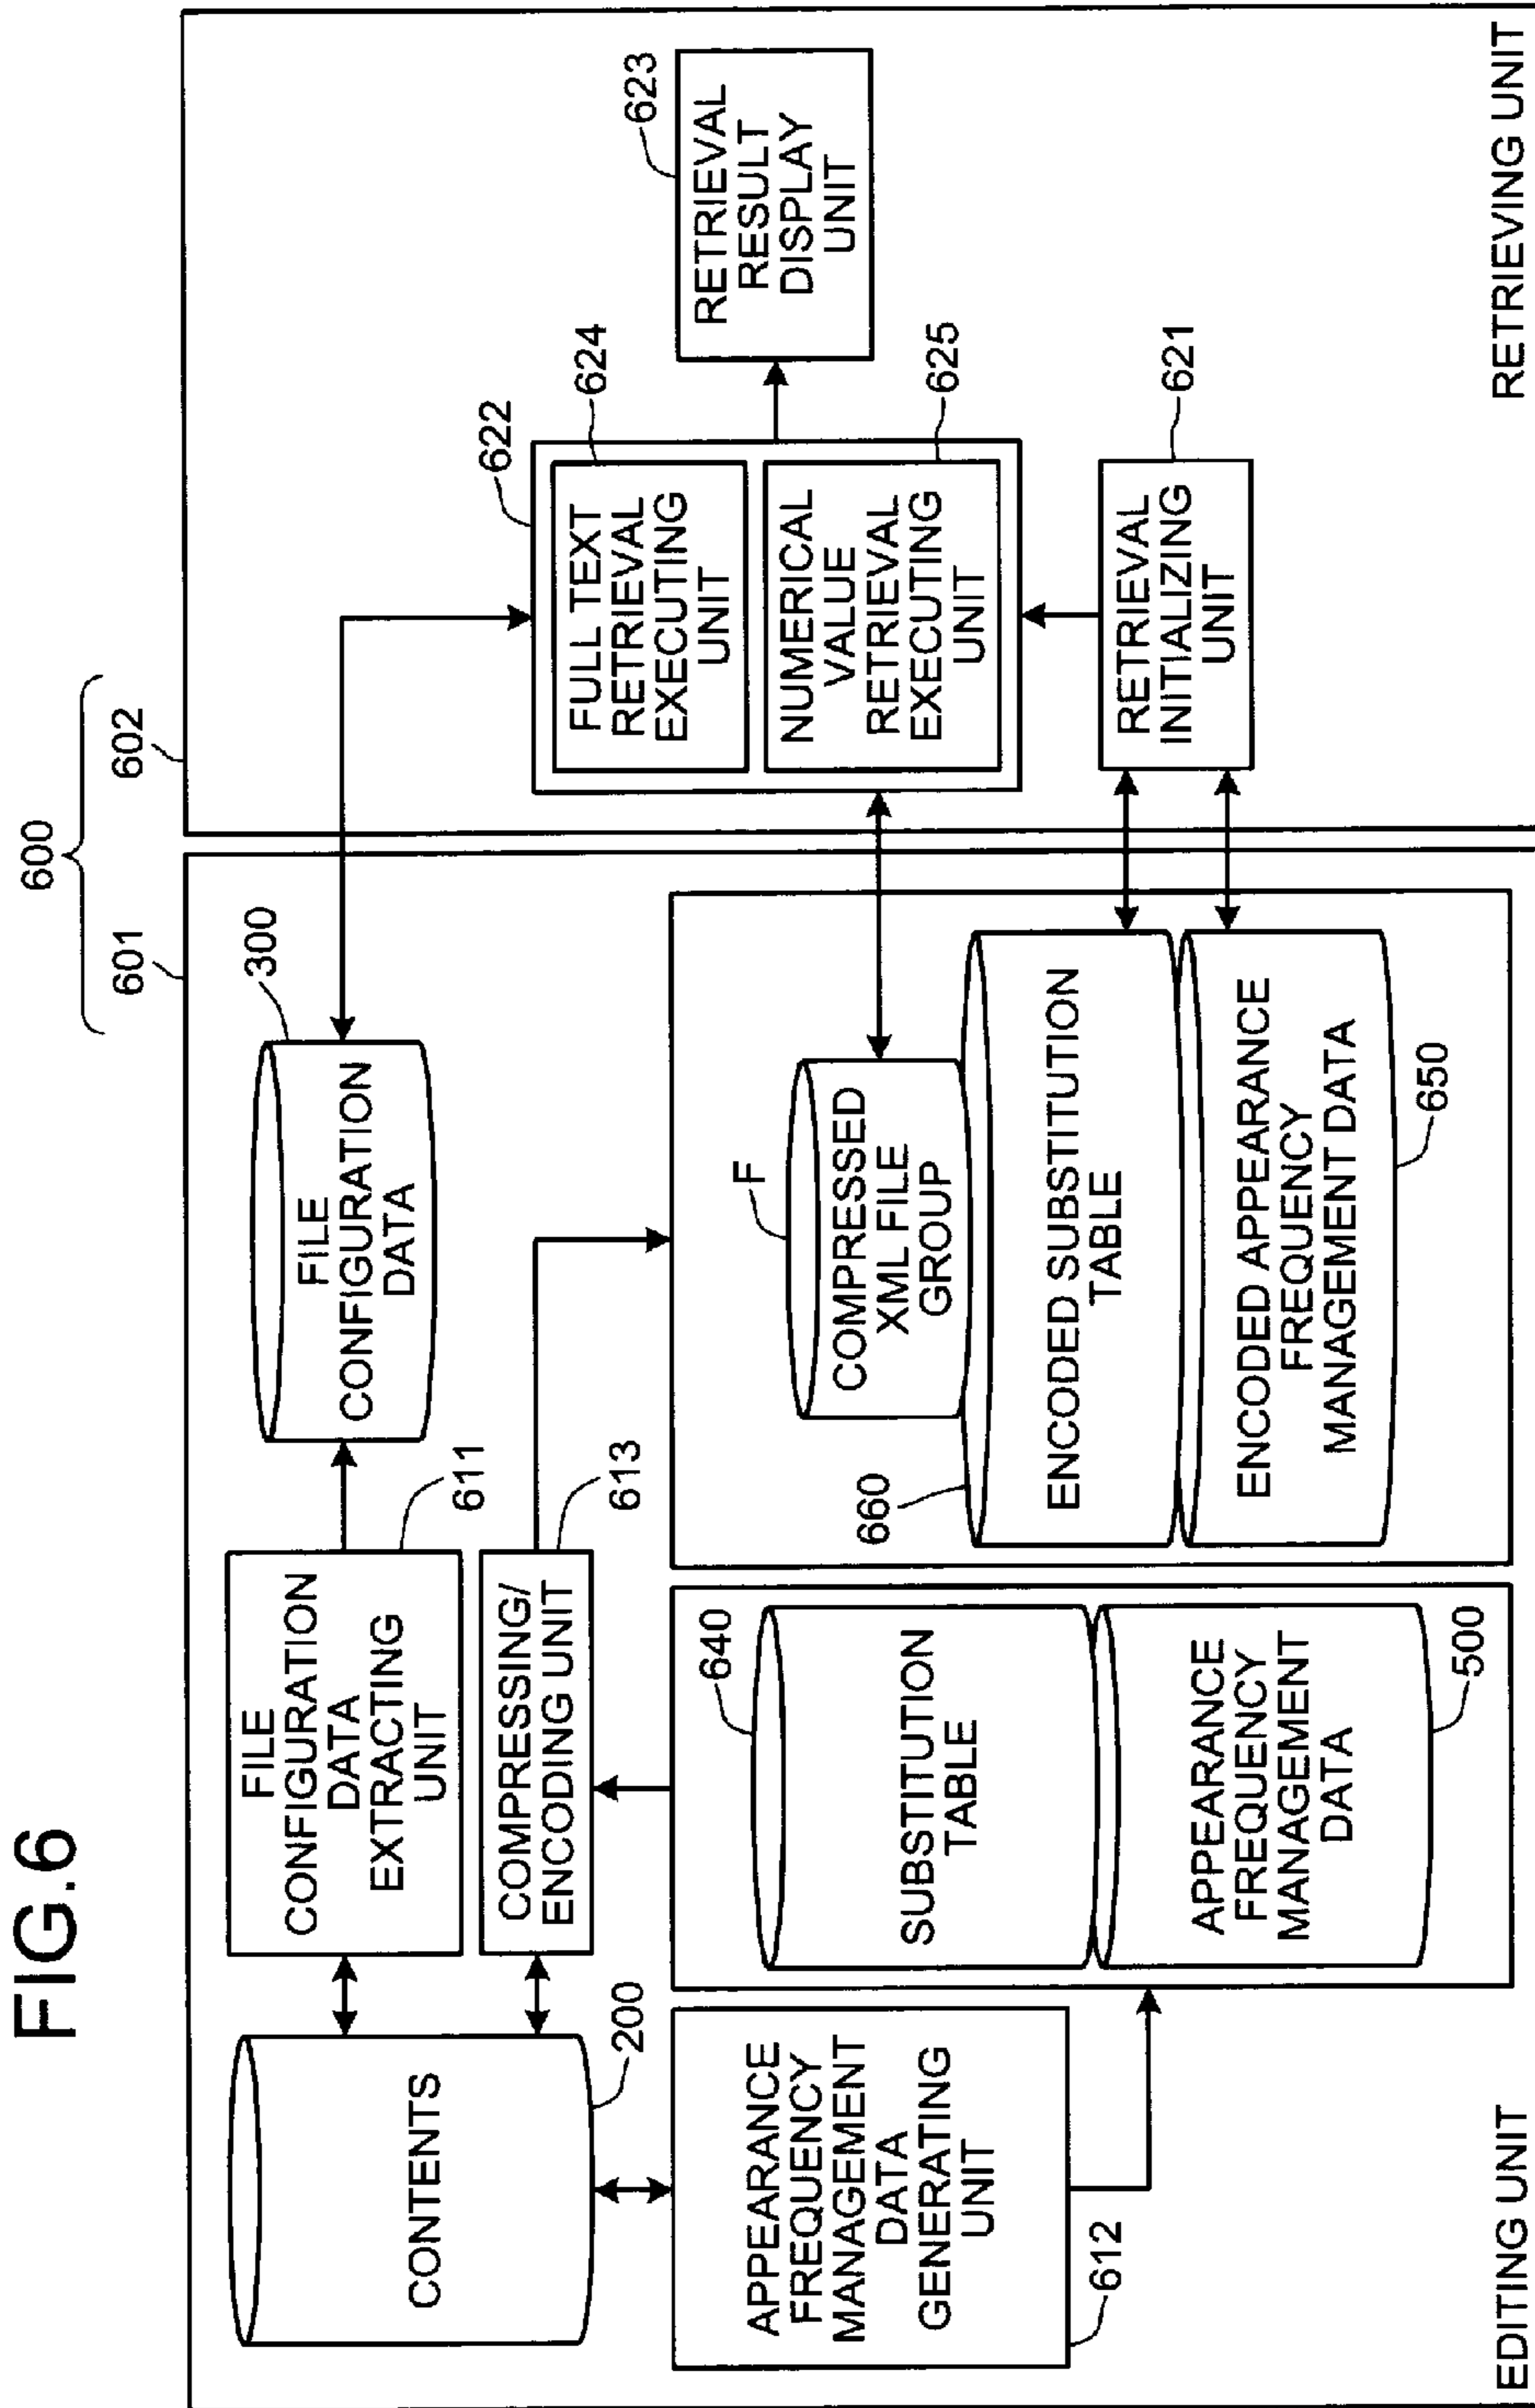 FIG.6
600
601
602
CONTENTS
200
FILE
CONFIGURATION
DATA
EXTRACTING
UNIT
611
FILE
CONFIGURATION
DATA
300
COMPRESSING/
ENCODING UNIT
613
APPEARANCE
FREQUENCY
MANAGEMENT
DATA
GENERATING
UNIT
612
640
SUBSTITUTION
TABLE
APPEARANCE
FREQUENCY
MANAGEMENT
DATA
500
F
COMPRESSED
XML FILE
GROUP
660
ENCODED SUBSTITUTION
TABLE
ENCODED APPEARANCE
FREQUENCY
MANAGEMENT DATA
650
EDITING UNIT
622
FULL TEXT
RETRIEVAL
EXECUTING
UNIT
624
NUMERICAL
VALUE
RETRIEVAL
EXECUTING
UNIT
625
RETRIEVAL
RESULT
DISPLAY
UNIT
623
RETRIEVAL
INITIALIZING
UNIT
621
RETRIEVING UNIT